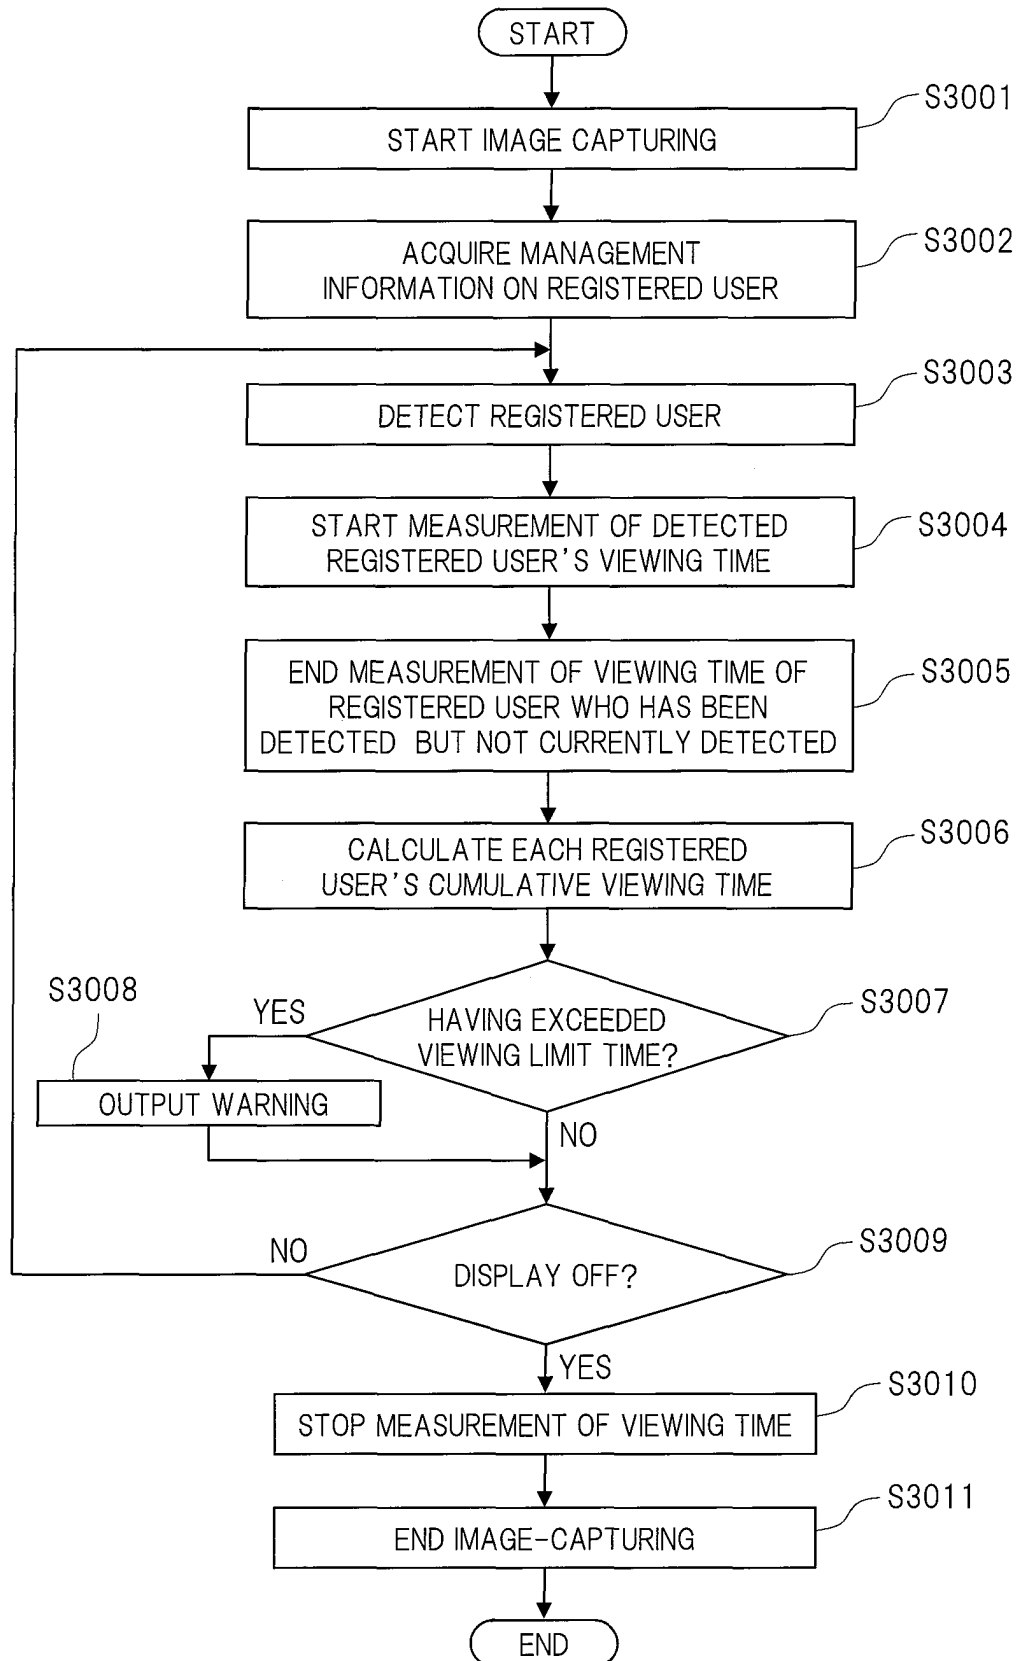 START
S3001
START IMAGE CAPTURING
S3002
ACQUIRE MANAGEMENT
INFORMATION ON REGISTERED USER
S3003
DETECT REGISTERED USER
S3004
START MEASUREMENT OF DETECTED
REGISTERED USER'S VIEWING TIME
S3005
END MEASUREMENT OF VIEWING TIME OF
REGISTERED USER WHO HAS BEEN
DETECTED BUT NOT CURRENTLY DETECTED
S3006
CALCULATE EACH REGISTERED
USER'S CUMULATIVE VIEWING TIME
S3007
HAVING EXCEEDED
VIEWING LIMIT TIME?
YES
S3008
OUTPUT WARNING
NO
S3009
DISPLAY OFF?
NO
YES
S3010
STOP MEASUREMENT OF VIEWING TIME
S3011
END IMAGE-CAPTURING
END